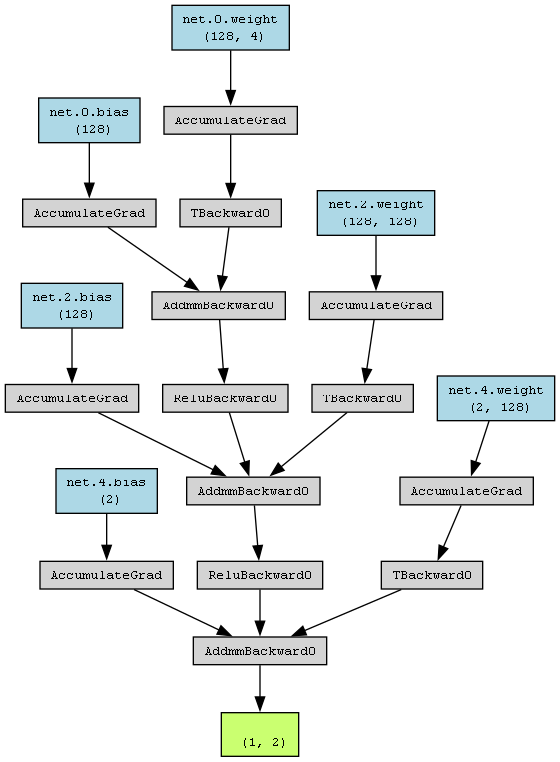 net.0.weight
(128, 4)
net.0.bias
(128)
AccumulateGrad
AccumulateGrad
TBackward0
net.2.weight
(128, 128)
net.2.bias
(128)
AddmmBackward0
AccumulateGrad
AccumulateGrad
ReluBackward0
TBackward0
net.4.weight
(2, 128)
net.4.bias
(2)
AddmmBackward0
AccumulateGrad
AccumulateGrad
ReluBackward0
TBackward0
AddmmBackward0
(1, 2)